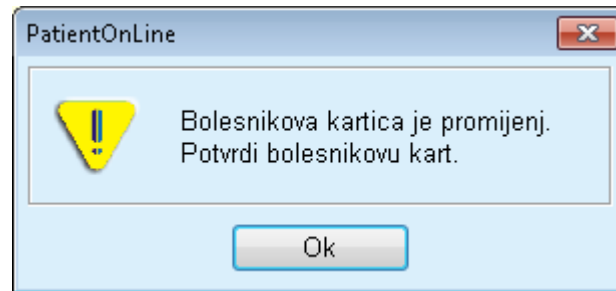 PatientOnLine
Bolesnikova kartica je promijenj.
Potvrdi bolesnikovu kart.
Ok